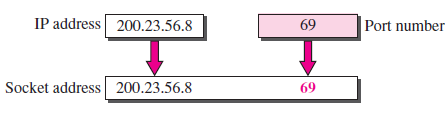 IP address 200.23.56.8 69 Port number
Socket address 200.23.56.8 69